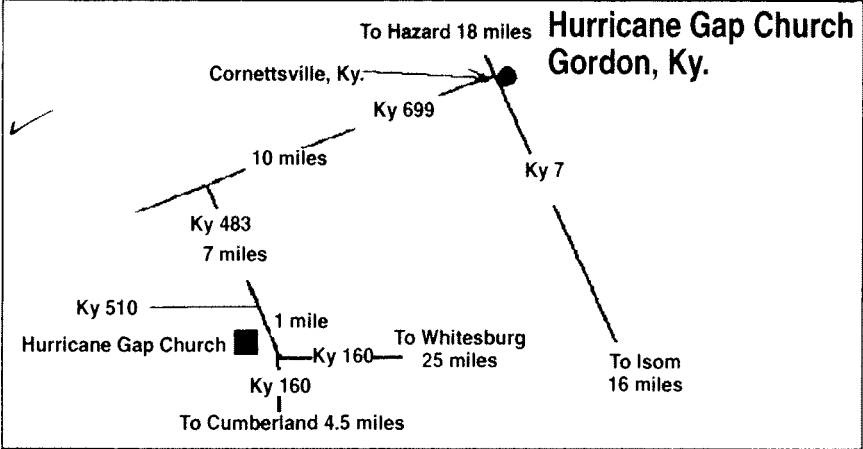 To Hazard 18 miles
Hurricane Gap Church
Gordon, Ky.
Cornettsville, Ky.
Ky 699
10 miles
Ky 7
Ky 483
7 miles
Ky 510
1 mile
Hurricane Gap Church
Ky 160
To Whitesburg
25 miles
To Isom
16 miles
Ky 160
To Cumberland 4.5 miles